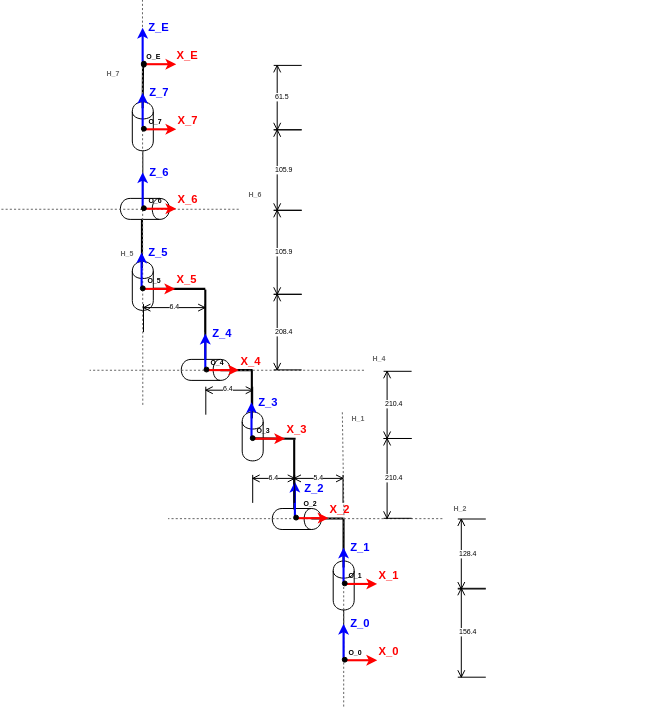 Z_E
O_E
X_E
H_7
Z_7
O_7
X_7
61.5
105.9
Z_6
O_6
X_6
H_6
H_5
Z_5
O_5
X_5
105.9
6.4
208.4
Z_4
O_4
X_4
H_4
6.4
Z_3
O_3
X_3
210.4
H_1
210.4
6.4
5.4
Z_2
O_2
X_2
H_2
Z_1
O_1
X_1
128.4
Z_0
O_0
X_0
156.4